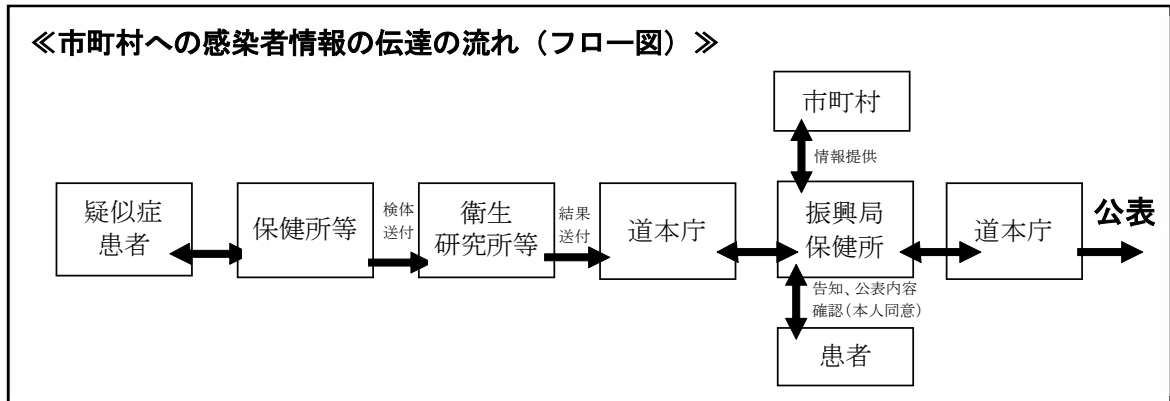 ≪市町村への感染者情報の伝達の流れ（フロー図）≫
市町村
情報提供
疑似症
患者
保健所等
検体
送付
衛生
研究所等
結果
送付
道本庁
振興局
保健所
道本庁
公表
告知、公表内容
確認（本人同意）
患者